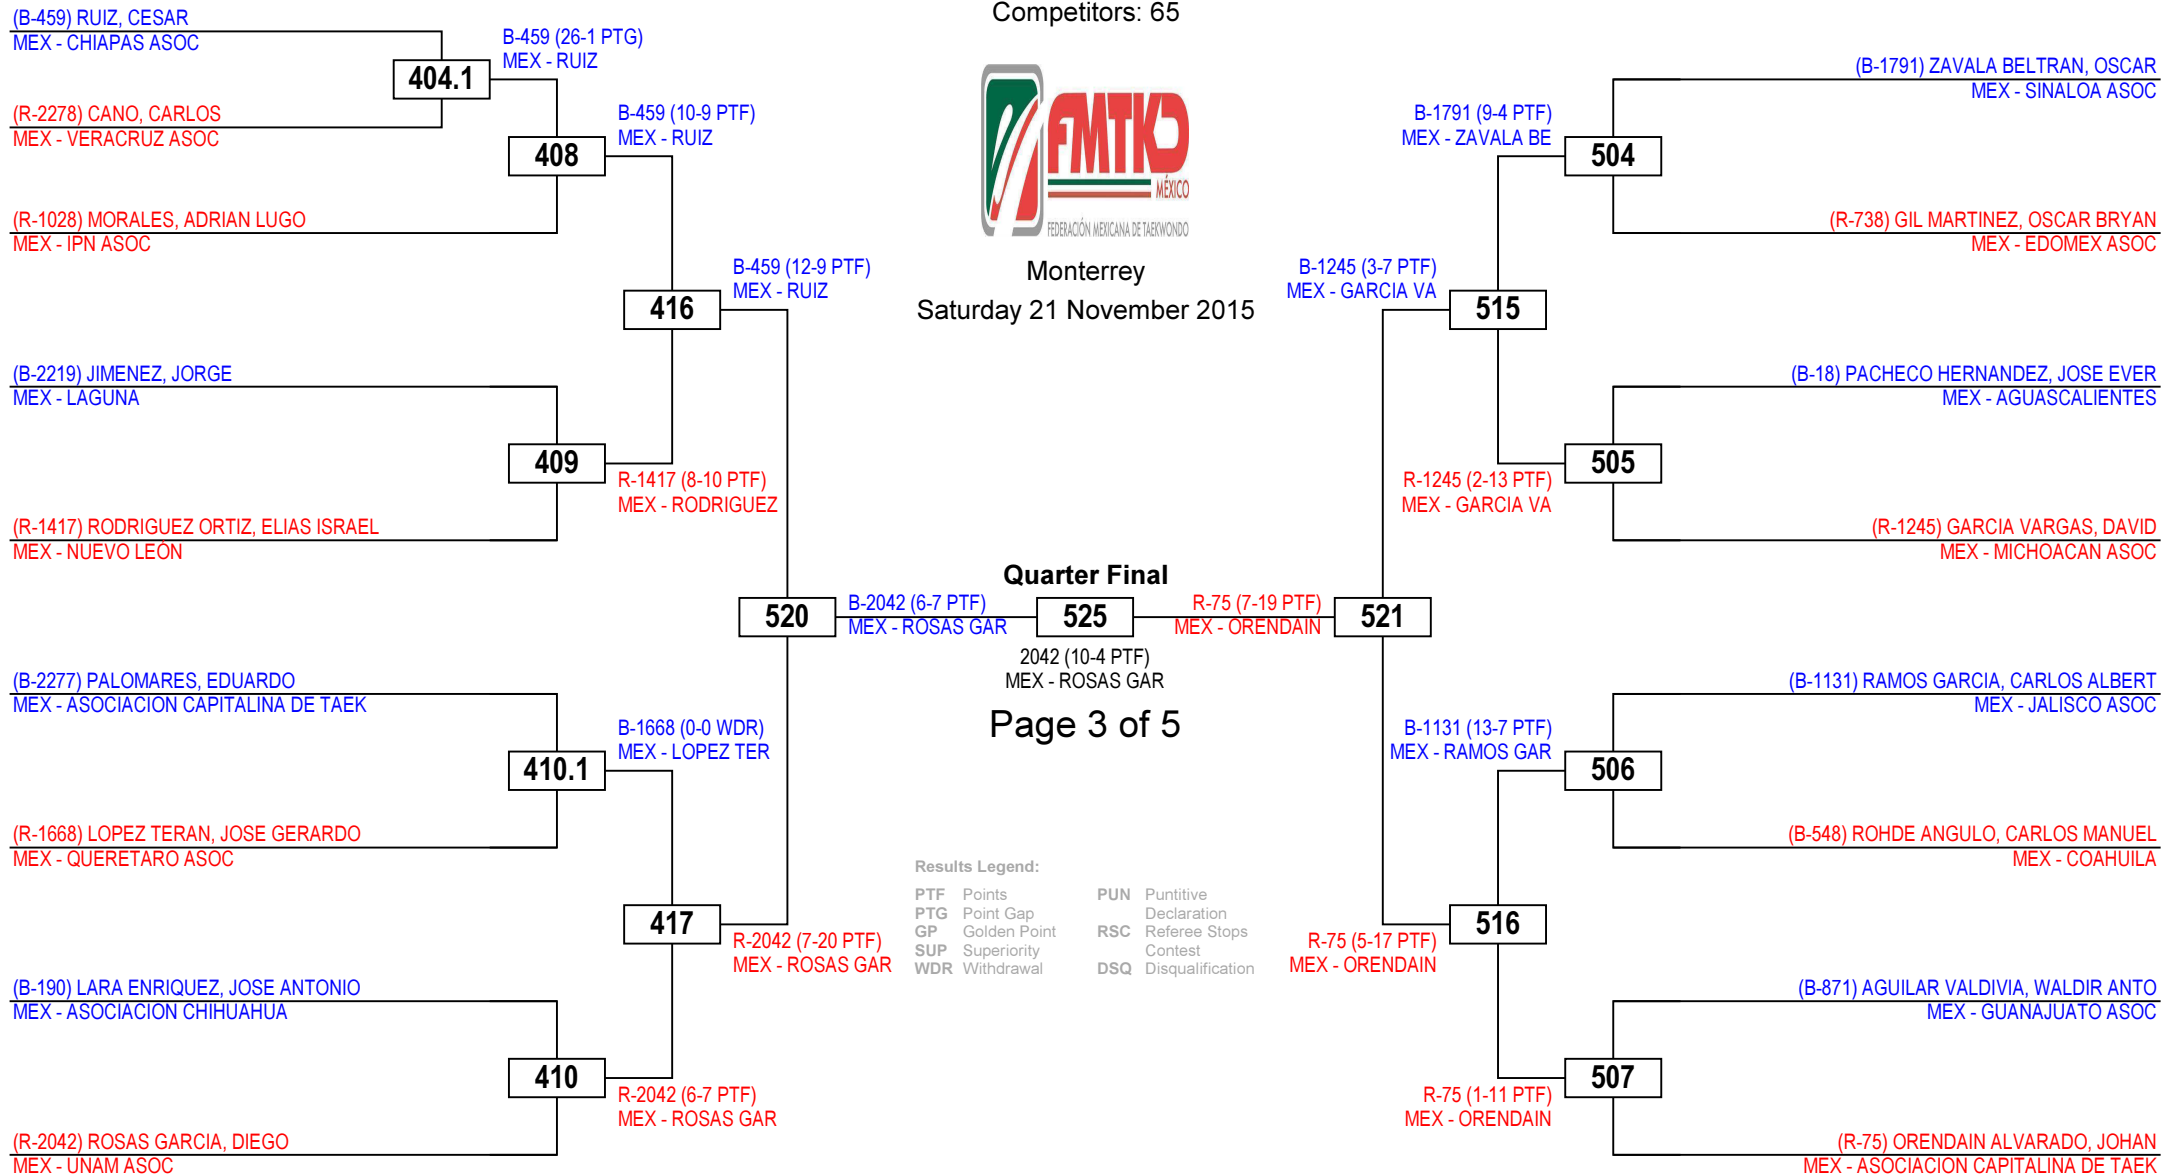 Competitors: 65
FMTKD
MÉXICO
FEDERACIÓN MEXICANA DE TAEKWONDO
Monterrey
Saturday 21 November 2015
(B-459) RUIZ, CESAR
MEX - CHIAPAS ASOC
(R-2278) CANO, CARLOS
MEX - VERACRUZ ASOC
(R-1028) MORALES, ADRIAN LUGO
MEX - IPN ASOC
(B-2219) JIMENEZ, JORGE
MEX - LAGUNA
(R-1417) RODRIGUEZ ORTIZ, ELIAS ISRAEL
MEX - NUEVO LEÓN
(B-2277) PALOMARES, EDUARDO
MEX - ASOCIACION CAPITALINA DE TAEK
(R-1668) LOPEZ TERAN, JOSE GERARDO
MEX - QUERETARO ASOC
(B-190) LARA ENRIQUEZ, JOSE ANTONIO
MEX - ASOCIACION CHIHUAHUA
(R-2042) ROSAS GARCIA, DIEGO
MEX - UNAM ASOC
404.1
B-459 (26-1 PTG)
MEX - RUIZ
408
B-459 (10-9 PTF)
MEX - RUIZ
409
R-1417 (8-10 PTF)
MEX - RODRIGUEZ
410.1
B-1668 (0-0 WDR)
MEX - LOPEZ TER
410
R-2042 (6-7 PTF)
MEX - ROSAS GAR
416
B-459 (12-9 PTF)
MEX - RUIZ
417
R-2042 (7-20 PTF)
MEX - ROSAS GAR
520
B-2042 (6-7 PTF)
MEX - ROSAS GAR
Quarter Final
525
2042 (10-4 PTF)
MEX - ROSAS GAR
Page 3 of 5
R-75 (7-19 PTF)
MEX - ORENDAIN
521
B-1245 (3-7 PTF)
MEX - GARCIA VA
515
R-75 (5-17 PTF)
MEX - ORENDAIN
516
B-1791 (9-4 PTF)
MEX - ZAVALA BE
504
R-1245 (2-13 PTF)
MEX - GARCIA VA
505
B-1131 (13-7 PTF)
MEX - RAMOS GAR
506
R-75 (1-11 PTF)
MEX - ORENDAIN
507
(B-1791) ZAVALA BELTRAN, OSCAR
MEX - SINALOA ASOC
(R-738) GIL MARTINEZ, OSCAR BRYAN
MEX - EDOMEX ASOC
(B-18) PACHECO HERNANDEZ, JOSE EVER
MEX - AGUASCALIENTES
(R-1245) GARCIA VARGAS, DAVID
MEX - MICHOACAN ASOC
(B-1131) RAMOS GARCIA, CARLOS ALBERT
MEX - JALISCO ASOC
(B-548) ROHDE ANGULO, CARLOS MANUEL
MEX - COAHUILA
(B-871) AGUILAR VALDIVIA, WALDIR ANTO
MEX - GUANAJUATO ASOC
(R-75) ORENDAIN ALVARADO, JOHAN
MEX - ASOCIACION CAPITALINA DE TAEK
Results Legend:
PTF Points
PTG Point Gap
GP Golden Point
SUP Superiority
WDR Withdrawal
PUN Puntitive
Declaration
RSC Referee Stops
Contest
DSQ Disqualification